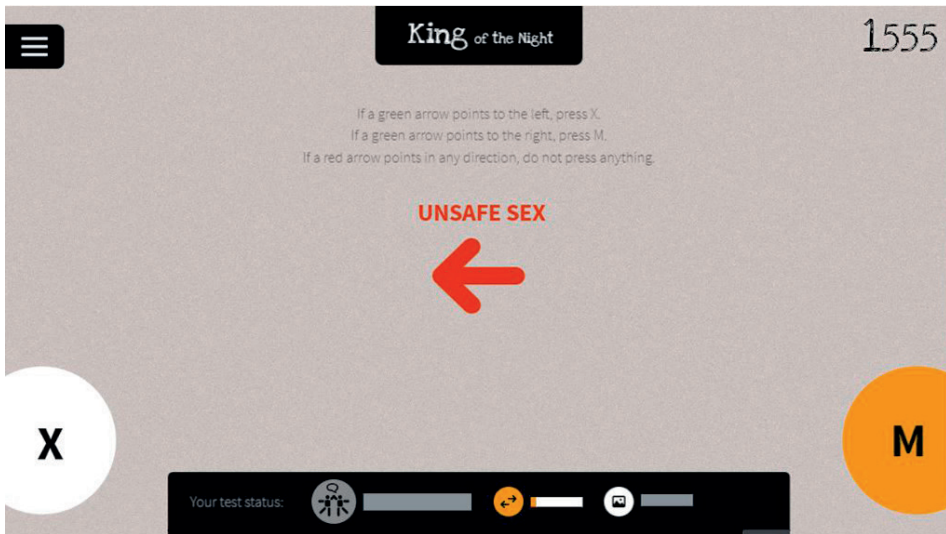 King of the Night
1555
If a green arrow points to the left, press X.
If a green arrow points to the right, press M.
If a red arrow points in any direction, do not press anything.
UNSAFE SEX
X
M
Your test status: